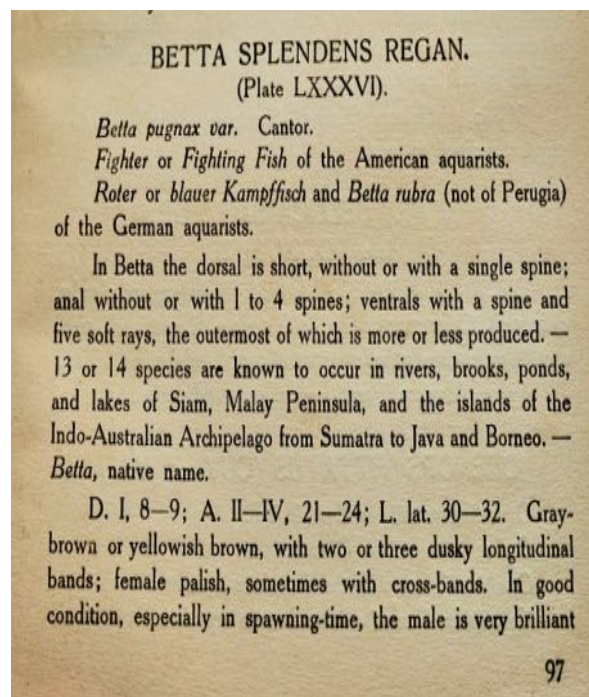 BETTA SPLENDENS REGAN.
(Plate LXXXVI).
Betta pugnax var. Cantor.
Fighter or Fighting Fish of the American aquarists.
Roter or blauer Kampffisch and Betta rubra (not of Perugia)
of the German aquarists.
In Betta the dorsal is short, without or with a single spine;
anal without or with 1 to 4 spines; ventrals with a spine and
five soft rays, the outermost of which is more or less produced. —
13 or 14 species are known to occur in rivers, brooks, ponds,
and lakes of Siam, Malay Peninsula, and the islands of the
Indo-Australian Archipelago from Sumatra to Java and Borneo. —
Betta, native name.
D. I, 8—9; A. II—IV, 21—24; L. lat. 30—32. Gray-
brown or yellowish brown, with two or three dusky longitudinal
bands; female palish, sometimes with cross-bands. In good
condition, especially in spawning-time, the male is very brilliant
97